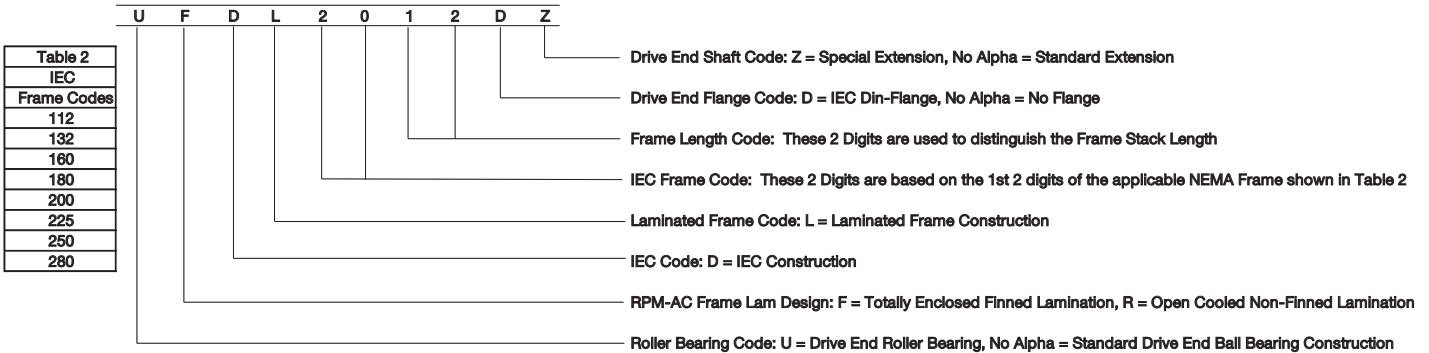 U F D L 2 0 1 2 D Z
Table 2
IEC
Frame Codes
112
132
160
180
200
225
250
280
Drive End Shaft Code: Z = Special Extension, No Alpha = Standard Extension
Drive End Flange Code: D = IEC Din-Flange, No Alpha = No Flange
Frame Length Code: These 2 Digits are used to distinguish the Frame Stack Length
IEC Frame Code: These 2 Digits are based on the 1st 2 digits of the applicable NEMA Frame shown in Table 2
Laminated Frame Code: L = Laminated Frame Construction
IEC Code: D = IEC Construction
RPM-AC Frame Lam Design: F = Totally Enclosed Finned Lamination, R = Open Cooled Non-Finned Lamination
Roller Bearing Code: U = Drive End Roller Bearing, No Alpha = Standard Drive End Ball Bearing Construction